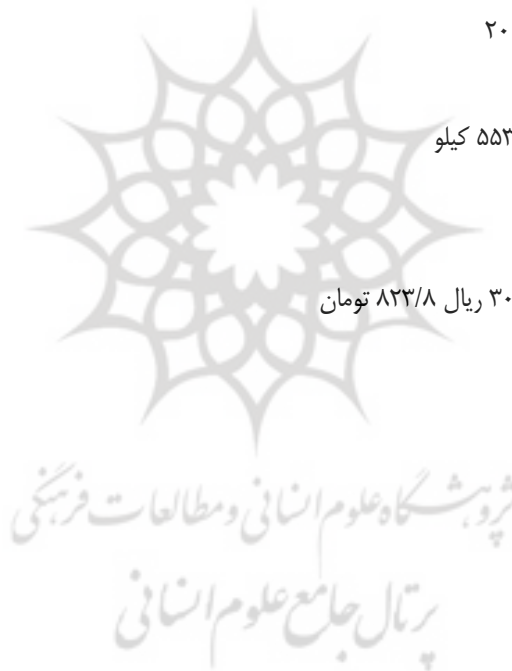 ۲۰
۵۵۳ کیلو
۳۰ ریال ۸۲۳/۸ تومان
پژوهشگاه علوم انسانی و مطالعات فرهنگی
پرتال جامع علوم انسانی